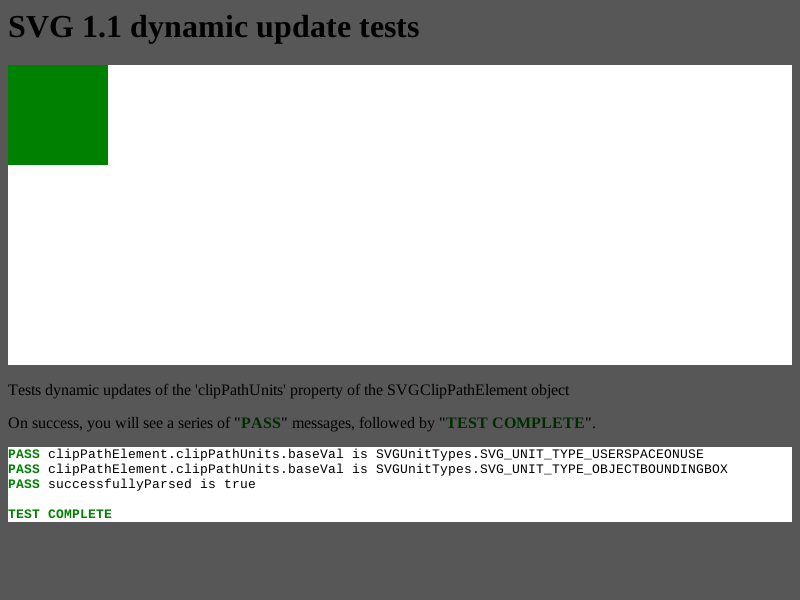 SVG 1.1 dynamic update tests
Tests dynamic updates of the 'clipPathUnits' property of the SVGClipPathElement object
On success, you will see a series of "PASS" messages, followed by "TEST COMPLETE".
PASS clipPathElement.clipPathUnits.baseVal is SVGUnitTypes.SVG_UNIT_TYPE_USERSPACEONUSE
PASS clipPathElement.clipPathUnits.baseVal is SVGUnitTypes.SVG_UNIT_TYPE_OBJECTBOUNDINGBOX
PASS successfullyParsed is true
TEST COMPLETE